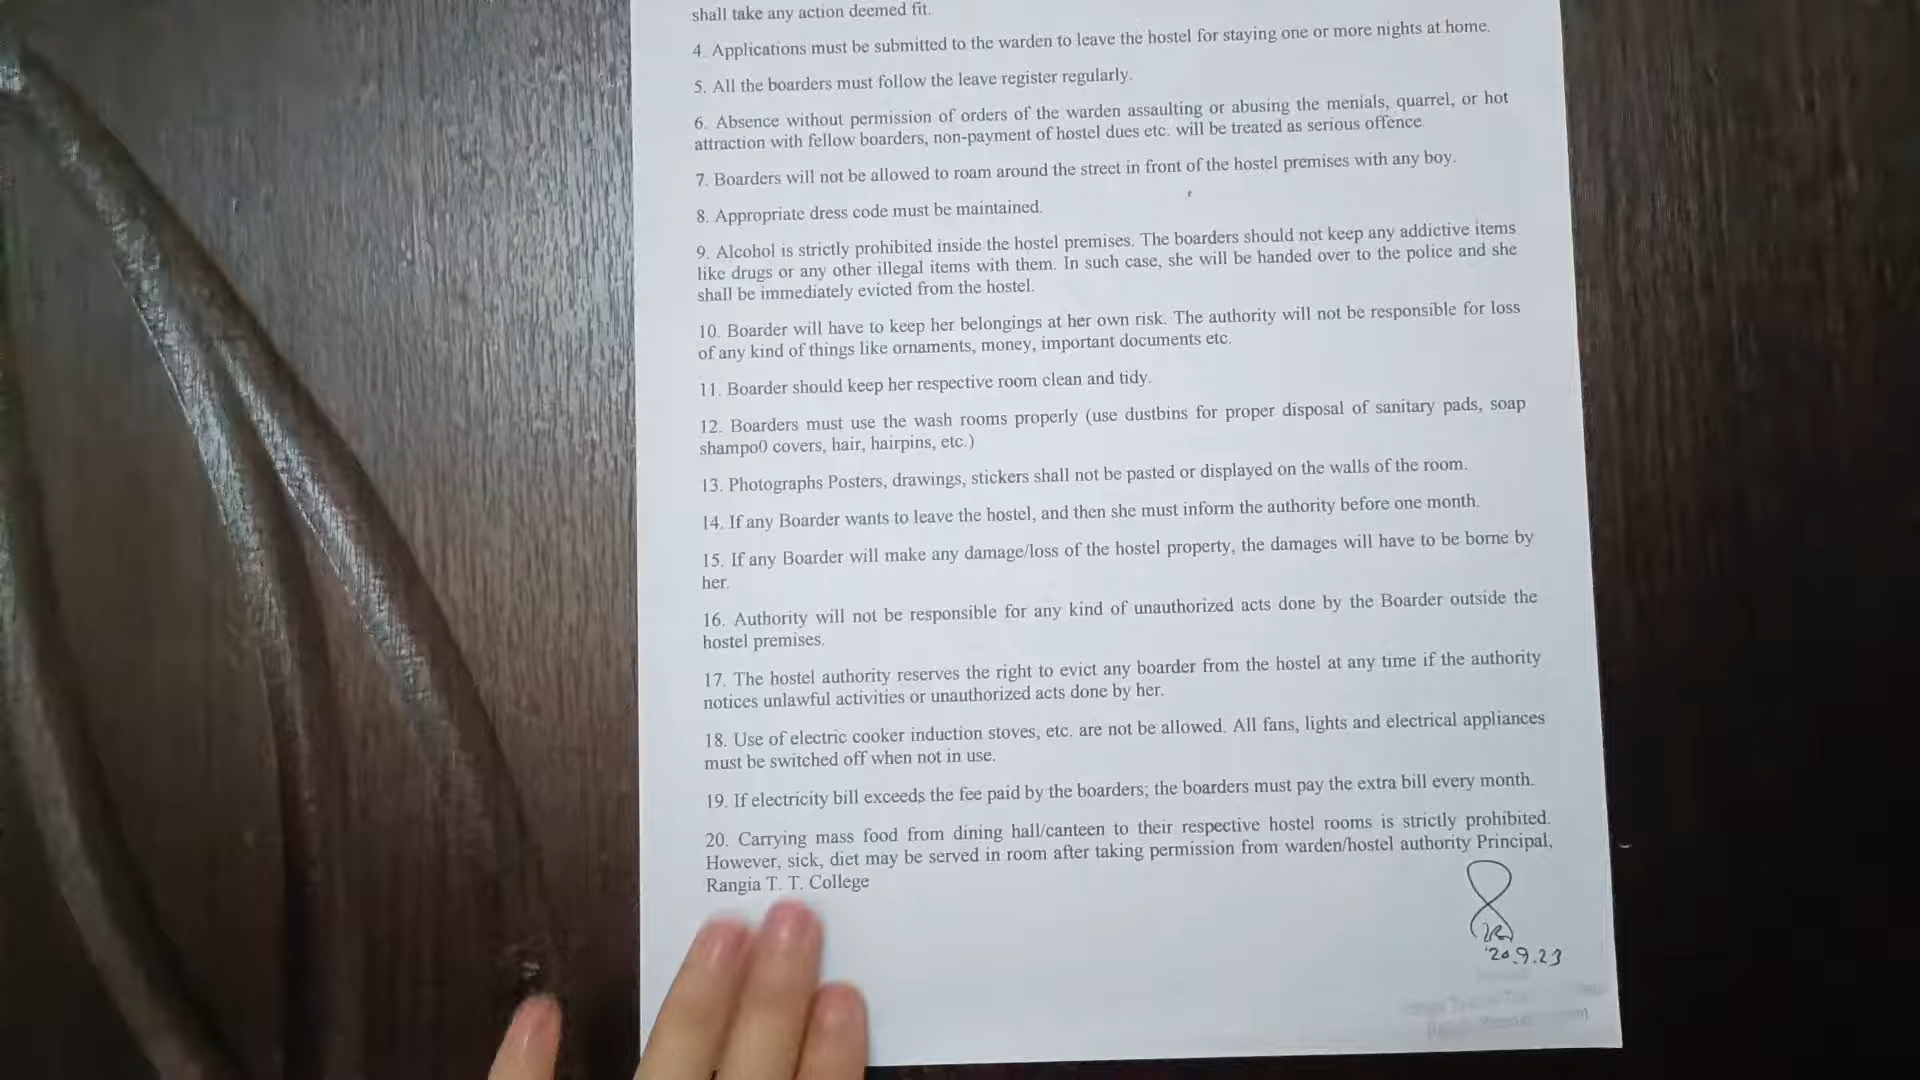 shall take any action deemed fit.
4. Applications must be submitted to the warden to leave the hostel for staying one or more nights at home.
5. All the boarders must follow the leave register regularly.
6. Absence without permission of orders of the warden assaulting or abusing the menials, quarrel, or hot
attraction with fellow boarders, non-payment of hostel dues etc. will be treated as serious offence.
7. Boarders will not be allowed to roam around the street in front of the hostel premises with any boy.
8. Appropriate dress code must be maintained.
9. Alcohol is strictly prohibited inside the hostel premises. The boarders should not keep any addictive items
like drugs or any other illegal items with them. In such case, she will be handed over to the police and she
shall be immediately evicted from the hostel.
10. Boarder will have to keep her belongings at her own risk. The authority will not be responsible for loss
of any kind of things like ornaments, money, important documents etc.
11. Boarder should keep her respective room clean and tidy.
12. Boarders must use the wash rooms properly (use dustbins for proper disposal of sanitary pads, soap
shampo0 covers, hair, hairpins, etc.)
13. Photographs Posters, drawings, stickers shall not be pasted or displayed on the walls of the room.
14. If any Boarder wants to leave the hostel, and then she must inform the authority before one month.
15. If any Boarder will make any damage/loss of the hostel property, the damages will have to be borne by
her.
16. Authority will not be responsible for any kind of unauthorized acts done by the Boarder outside the
hostel premises.
17. The hostel authority reserves the right to evict any boarder from the hostel at any time if the authority
notices unlawful activities or unauthorized acts done by her.
18. Use of electric cooker induction stoves, etc. are not be allowed. All fans, lights and electrical appliances
must be switched off when not in use.
19. If electricity bill exceeds the fee paid by the boarders; the boarders must pay the extra bill every month.
20. Carrying mass food from dining hall/canteen to their respective hostel rooms is strictly prohibited.
However, sick, diet may be served in room after taking permission from warden/hostel authority Principal,
Rangia T. T. College
20.9.23